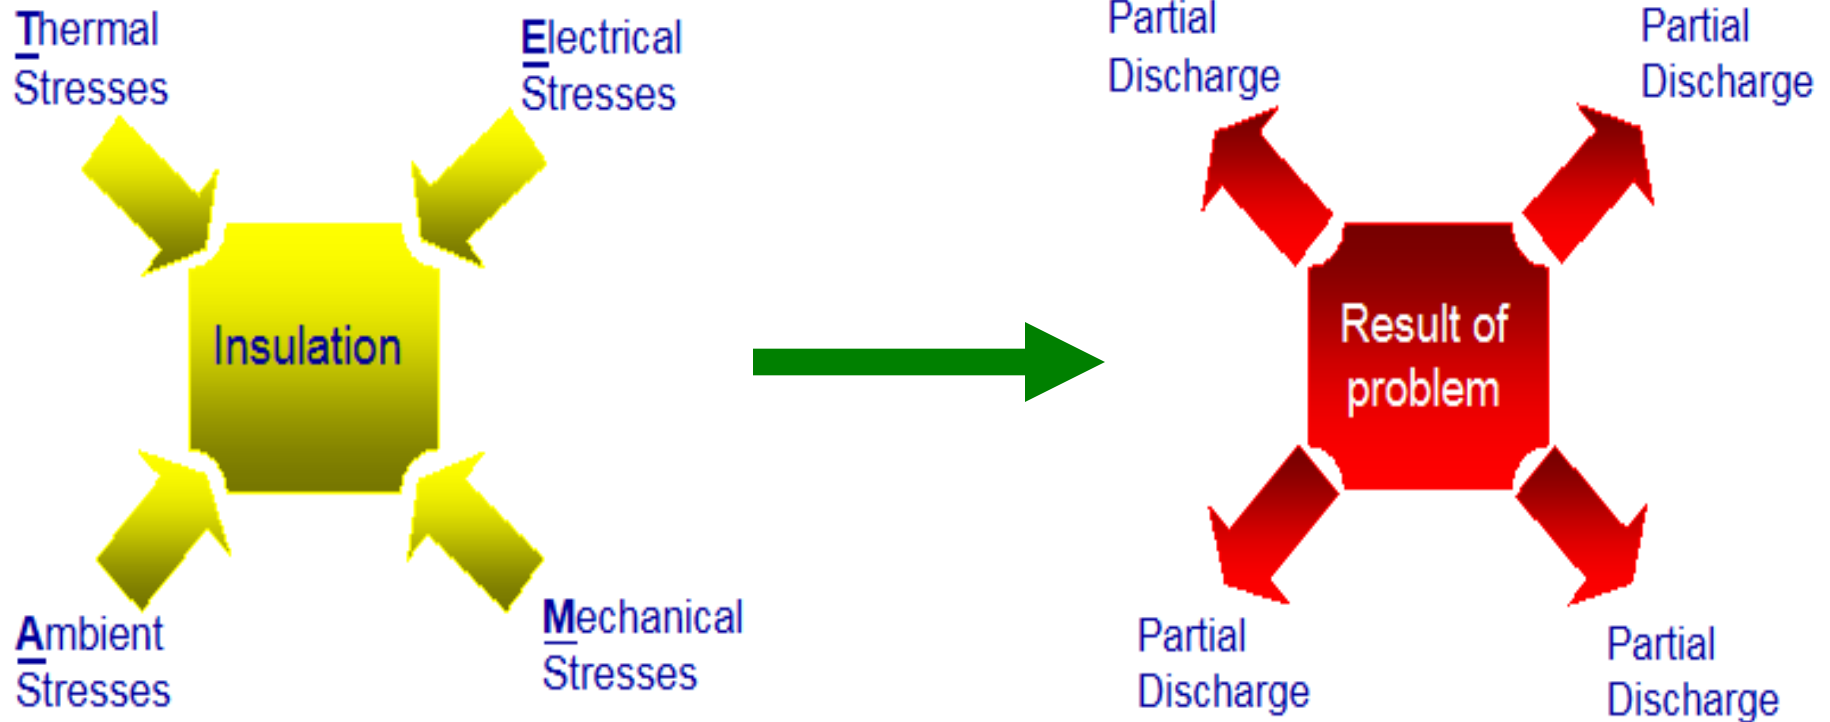 Thermal
Stresses
Electrical
Stresses
Insulation
Ambient
Stresses
Mechanical
Stresses
Partial
Discharge
Partial
Discharge
Result of
problem
Partial
Discharge
Partial
Discharge